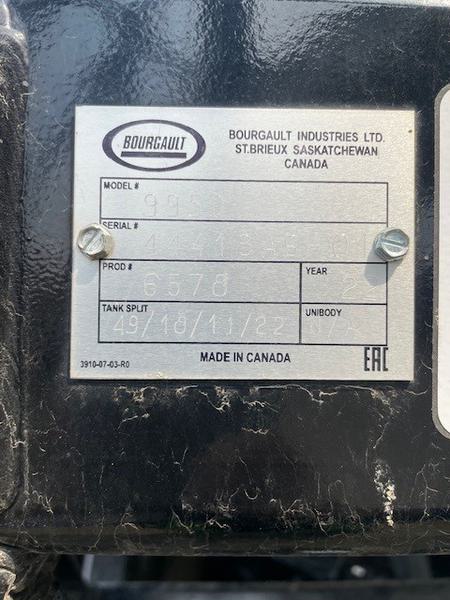 BOURGAULT
BOURGAULT INDUSTRIES LTD.
ST.BRIEUX SASKATCHEWAN
CANADA
MODEL #
SERIAL #
PROD #
6578
YEAR
TANK SPLIT
49/18/11/22
UNIBODY
3910-07-03-R0
MADE IN CANADA
EAC